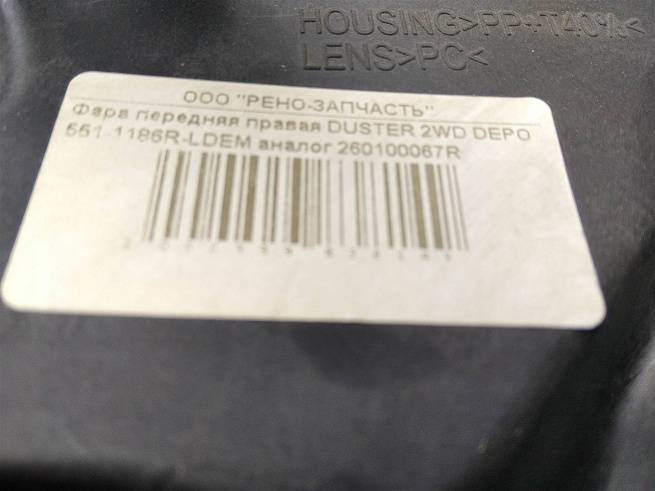 HOUSING>PP+T40%<
LENS>PC<
ООО "РЕНО-ЗАПЧАСТЬ"
Фара передняя правая DUSTER 2WD DEPO
551-1186R-LDEM аналог 260100067R